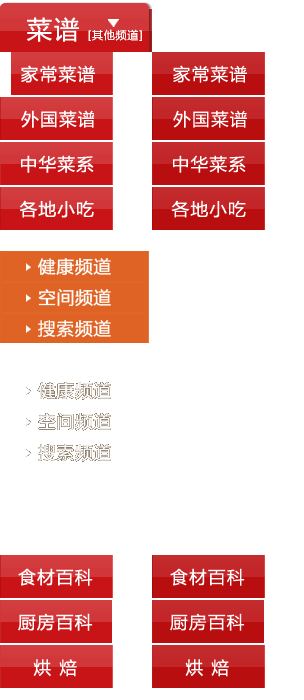 菜谱 [其他频道]
家常菜谱 家常菜谱
外国菜谱 外国菜谱
中华菜系 中华菜系
各地小吃 各地小吃
健康频道
空间频道
搜索频道
健康频道
空间频道
搜索频道
食材百科 食材百科
厨房百科 厨房百科
烘 焙 烘 焙